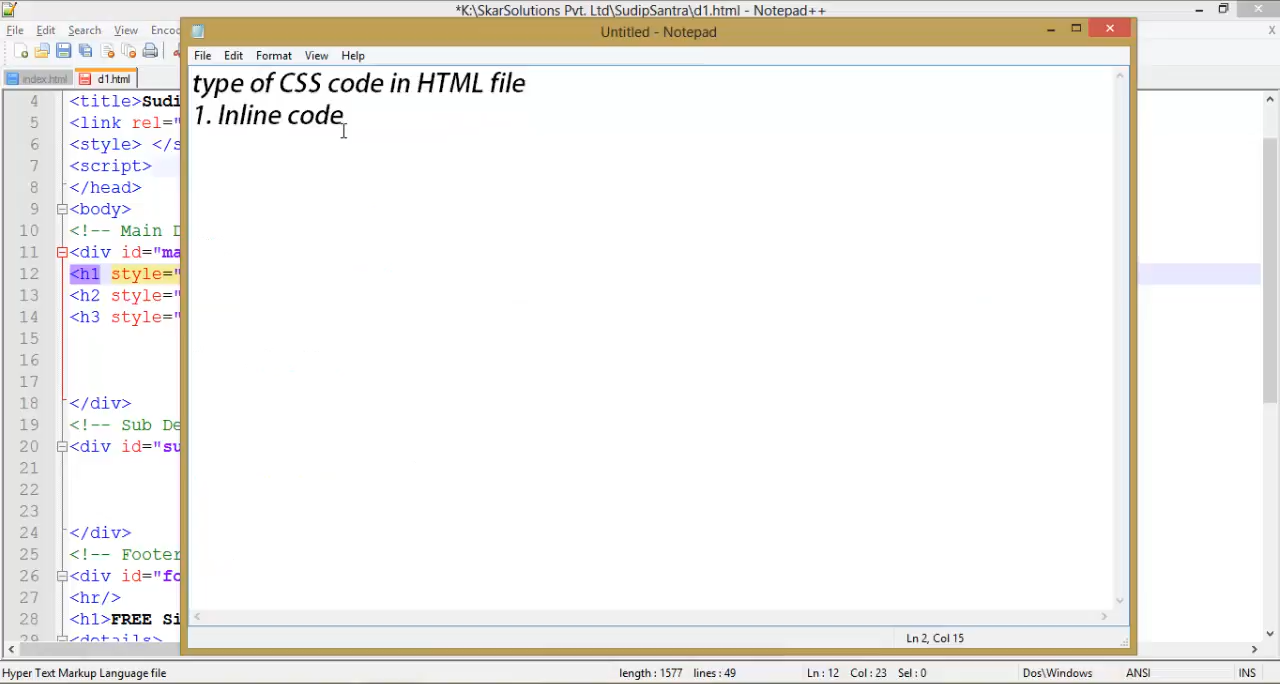 *K:\SkarSolutions Pvt. Ltd\SudipSantra\d1.html - Notepad++
File Edit Search View Enco
index.html d1.html
Untitled - Notepad
File Edit Format View Help
type of CSS code in HTML file
1. Inline code
Ln 2, Col 15
4 <title>Sudi
5 <link rel="
6 <style> </s
7 <script>
8 </head>
9 <body>
10 <!-- Main D
11 <div id="ma
12 <h1 style="
13 <h2 style="
14 <h3 style="
15
16
17
18 </div>
19 <!-- Sub De
20 <div id="su
21
22
23
24 </div>
25 <!-- Footer
26 <div id="fo
27 <hr/>
28 <h1>FREE Si
29 <details>
Hyper Text Markup Language file length : 1577 lines : 49 Ln : 12 Col : 23 Sel : 0 Dos\Windows ANSI INS